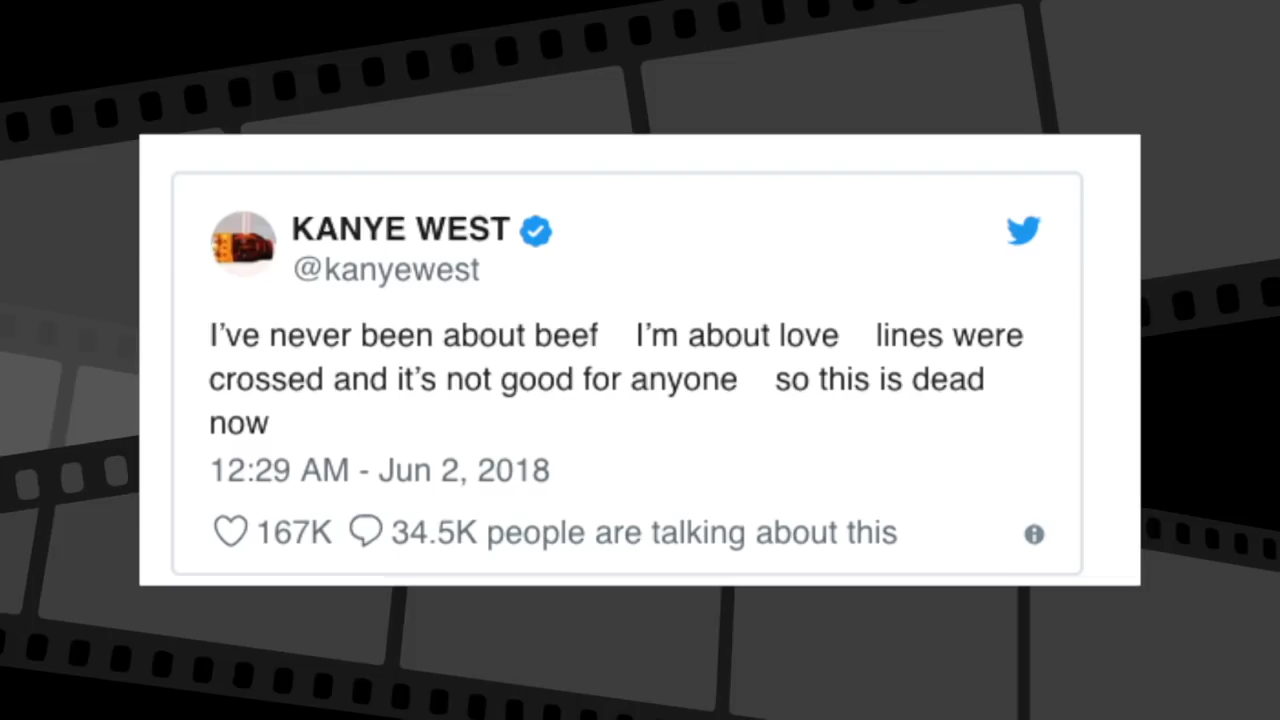 KANYE WEST
@kanyewest
I’ve never been about beef I’m about love lines were
crossed and it’s not good for anyone so this is dead
now
12:29 AM - Jun 2, 2018
167K 34.5K people are talking about this